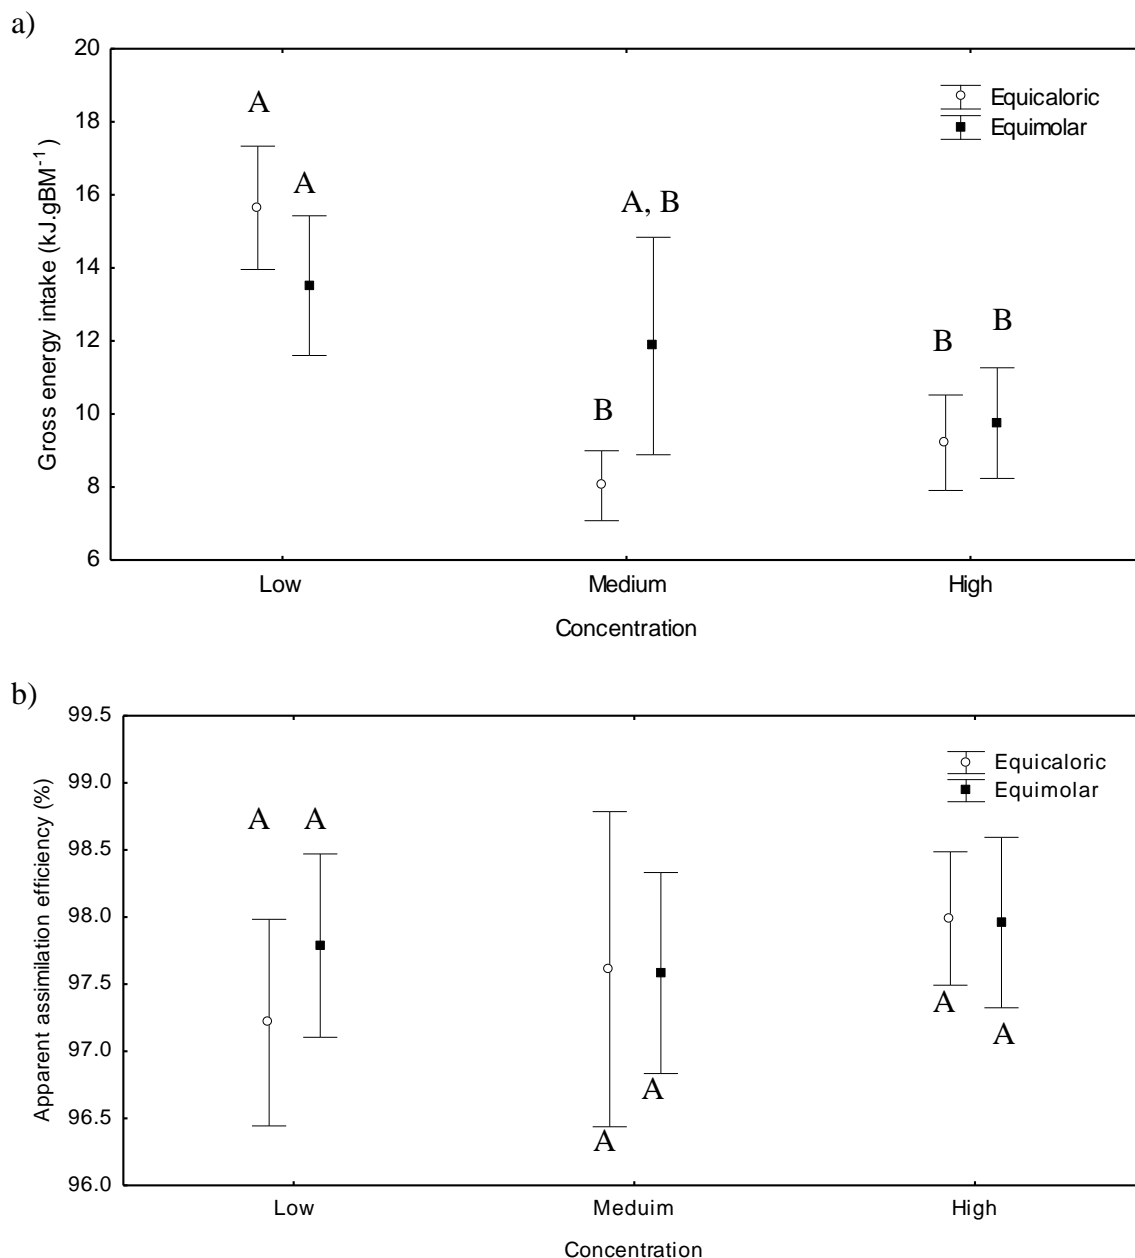 a)
20
18
16
14
12
10
8
6
Gross energy intake (kJ.gBM⁻¹)
A
A
A, B
B
B
B
Equicaloric
Equimolar
Low Medium High
Concentration
b)
99.5
99.0
98.5
98.0
97.5
97.0
96.5
96.0
Apparent assimilation efficiency (%)
A A
A
A
A
A
Equicaloric
Equimolar
Low Meduim High
Concentration